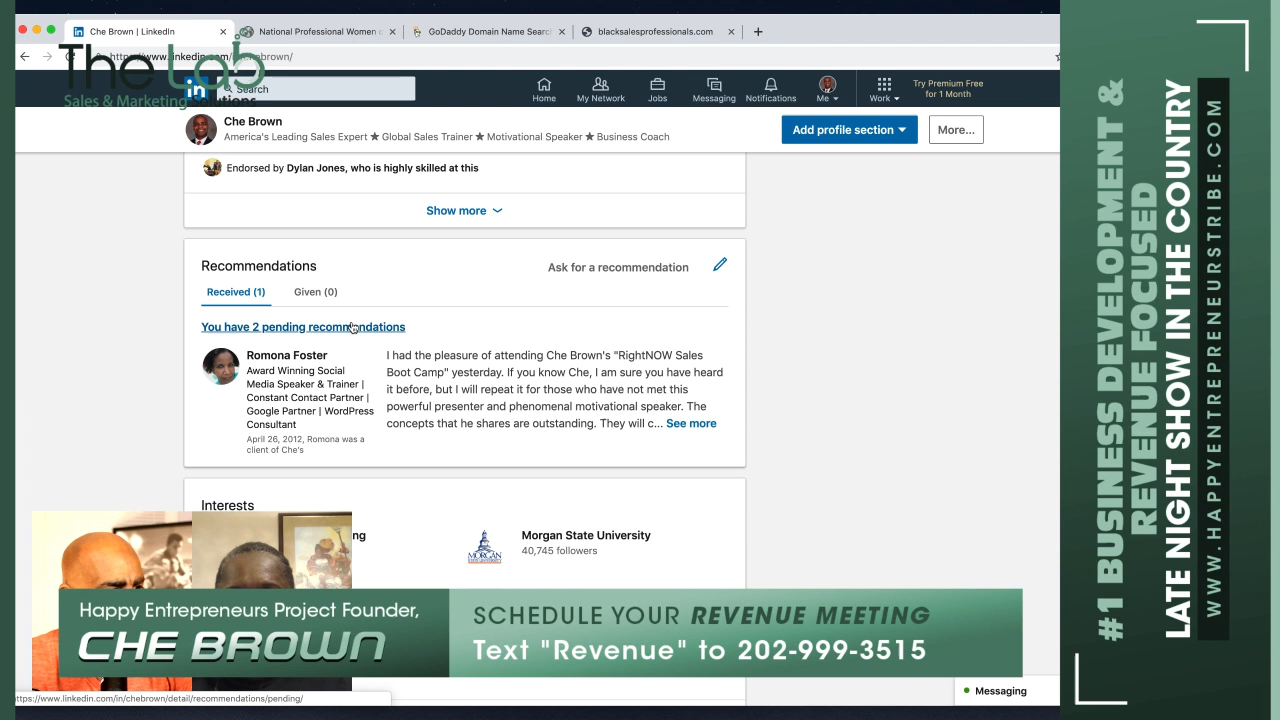 Che Brown | LinkedIn
National Professional Women
GoDaddy Domain Name Search
blacksalesprofessionals.com
The Lab
Sales & Marketing Solutions
https://www.linkedin.com/in/chebrown/
Search
Home
My Network
Jobs
Messaging
Notifications
Me
Work
Try Premium Free
for 1 Month
Che Brown
America's Leading Sales Expert ★ Global Sales Trainer ★ Motivational Speaker ★ Business Coach
Add profile section
More...
Endorsed by Dylan Jones, who is highly skilled at this
Show more
Recommendations
Ask for a recommendation
Received (1)
Given (0)
You have 2 pending recommendations
Romona Foster
Award Winning Social
Media Speaker & Trainer |
Constant Contact Partner |
Google Partner | WordPress
Consultant
April 26, 2012, Romona was a
client of Che's
I had the pleasure of attending Che Brown's "RightNOW Sales
Boot Camp" yesterday. If you know Che, I am sure you have heard
it before, but I will repeat it for those who have not met this
powerful presenter and phenomenal motivational speaker. The
concepts that he shares are outstanding. They will c... See more
Interests
ng
MORGAN
Morgan State University
40,745 followers
Happy Entrepreneurs Project Founder,
CHE BROWN
SCHEDULE YOUR REVENUE MEETING
Text "Revenue" to 202-999-3515
https://www.linkedin.com/in/chebrown/detail/recommendations/pending/
Messaging
#1 BUSINESS DEVELOPMENT &
REVENUE FOCUSED
LATE NIGHT SHOW IN THE COUNTRY
WWW.HAPPYENTREPRENEURSTRIBE.COM